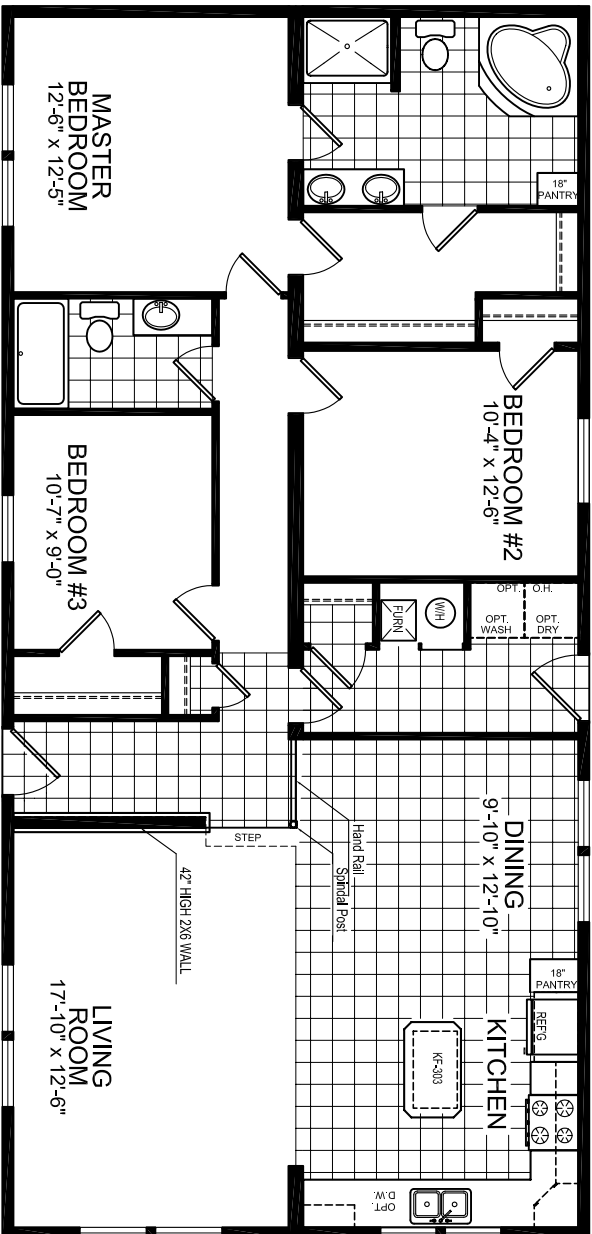 MASTER
BEDROOM
12'-6" x 12'-5"
18"
PANTRY
BEDROOM #2
10'-4" x 12'-6"
BEDROOM #3
10'-7" x 9'-0"
FURN
W/H
OPT.
O.H.
OPT.
WASH
OPT.
DRY
DINING
9'-10" x 12'-10"
Hand Rail
Spindal Post
STEP
42" HIGH 2X6 WALL
18"
PANTRY
REF'G
KITCHEN
KF-303
LIVING
ROOM
17'-10" x 12'-6"
OPT.
D.W.